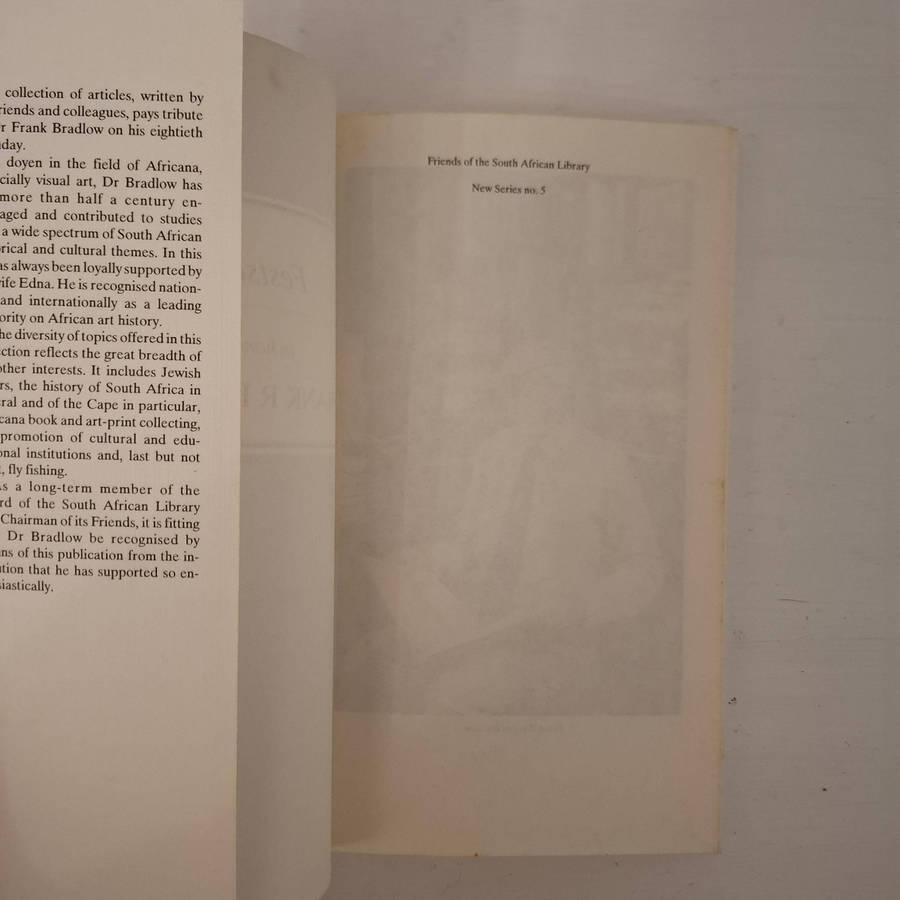 collection of articles, written by
riends and colleagues, pays tribute
r Frank Bradlow on his eightieth
day.
doyen in the field of Africana,
cially visual art, Dr Bradlow has
more than half a century en-
aged and contributed to studies
a wide spectrum of South African
rical and cultural themes. In this
as always been loyally supported by
ife Edna. He is recognised nation-
and internationally as a leading
ority on African art history.
he diversity of topics offered in this
ction reflects the great breadth of
other interests. It includes Jewish
rs, the history of South Africa in
ral and of the Cape in particular,
cana book and art-print collecting,
promotion of cultural and edu-
onal institutions and, last but not
, fly fishing.
s a long-term member of the
rd of the South African Library
Chairman of its Friends, it is fitting
Dr Bradlow be recognised by
ns of this publication from the in-
ution that he has supported so en-
iastically.
Friends of the South African Library
New Series no. 5